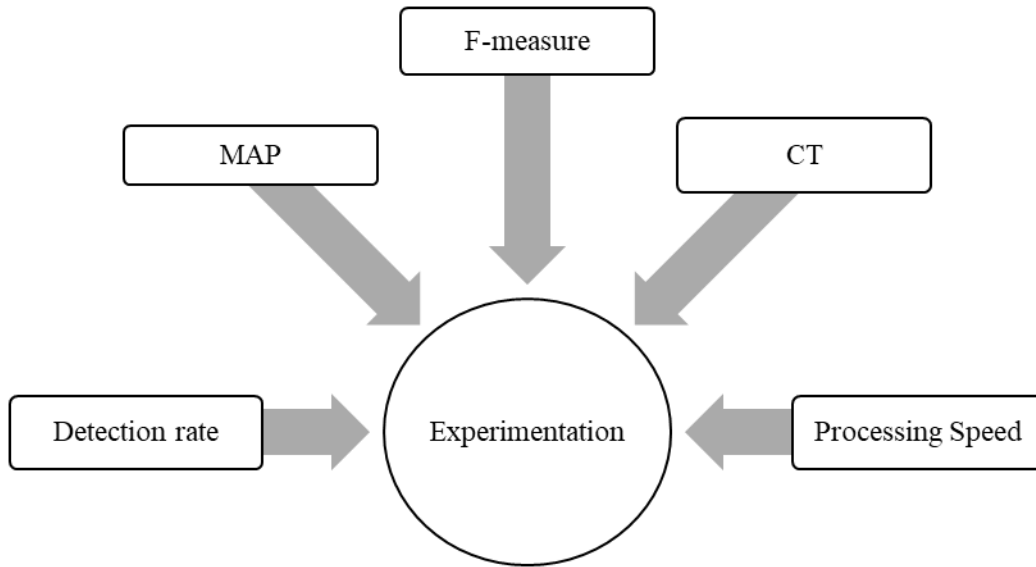 F-measure
MAP
CT
Detection rate
Experimentation
Processing Speed